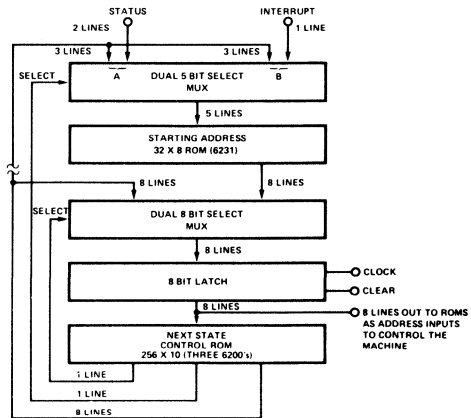 STATUS
INTERRUPT
2 LINES
1 LINE
3 LINES
3 LINES
SELECT
A
B
DUAL 5 BIT SELECT
MUX
5 LINES
STARTING ADDRESS
32 X 8 ROM (6231)
8 LINES
8 LINES
SELECT
DUAL 8 BIT SELECT
MUX
8 LINES
8 BIT LATCH
CLOCK
CLEAR
8 LINES
8 LINES OUT TO ROMS
AS ADDRESS INPUTS
TO CONTROL THE
MACHINE
NEXT STATE
CONTROL ROM
256 X 10 (THREE 6200's)
1 LINE
1 LINE
8 LINES